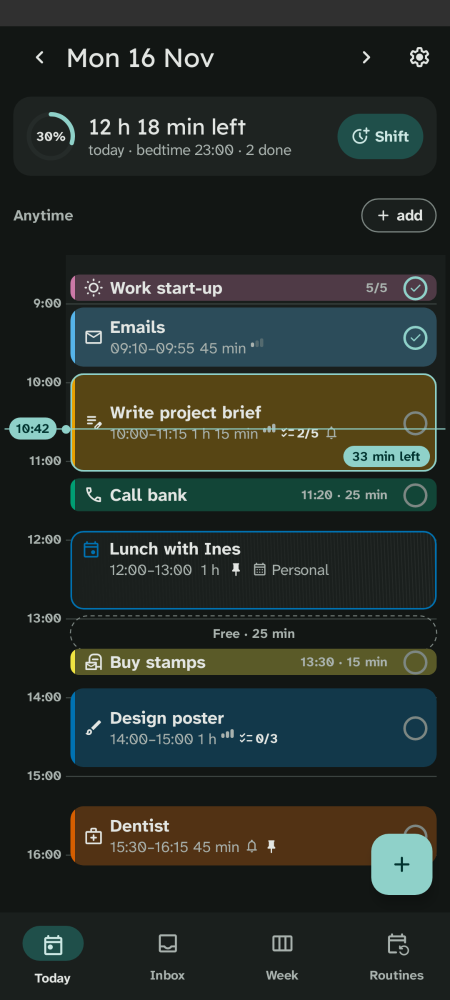 Mon 16 Nov
30%
12 h 18 min left
today · bedtime 23:00 · 2 done
Shift
Anytime
+ add
Work start-up
5/5
9:00
Emails
09:10–09:55 45 min
10:00
Write project brief
10:00–11:15 1 h 15 min 2/5
10:42
33 min left
11:00
Call bank
11:20 · 25 min
12:00
Lunch with Ines
12:00–13:00 1 h Personal
13:00
Free · 25 min
Buy stamps
13:30 · 15 min
14:00
Design poster
14:00–15:00 1 h 0/3
15:00
Dentist
15:30–16:15 45 min
16:00
+
Today
Inbox
Week
Routines